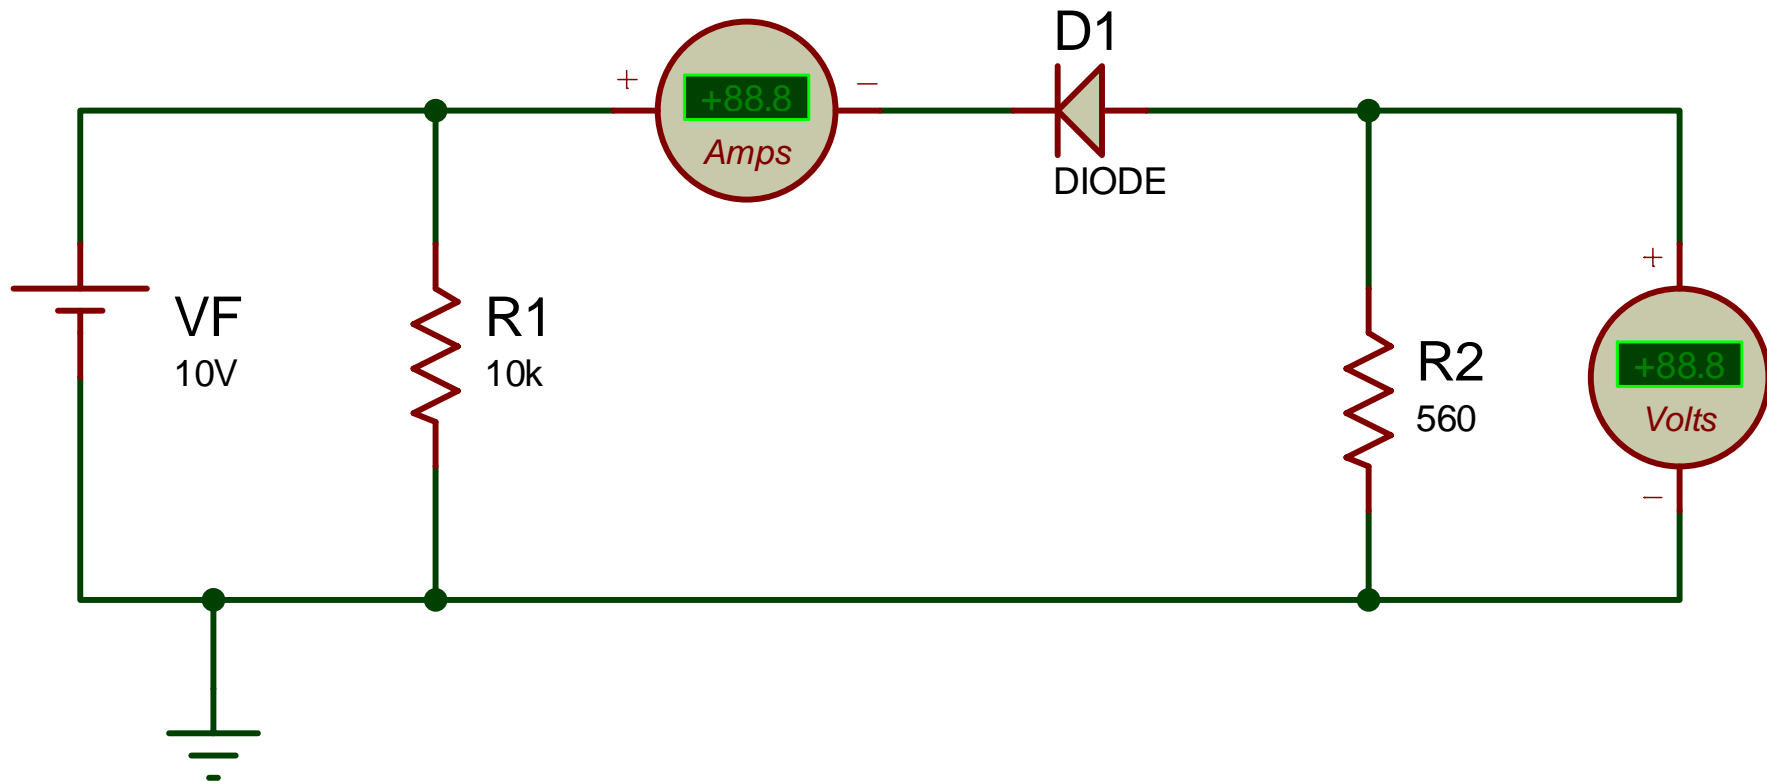 D1
+
−
+88.8
Amps
DIODE
+
VF
R1
10V
10k
R2
560
+88.8
Volts
−